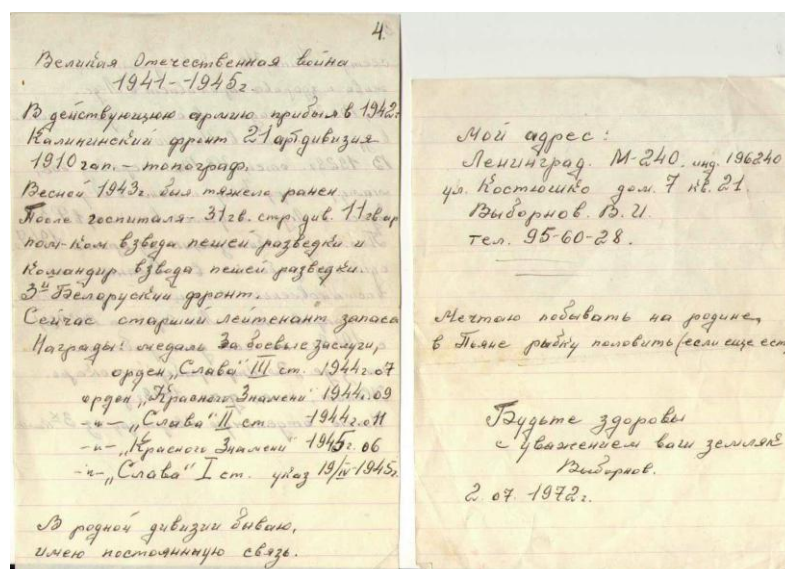 4.
Великая Отечественная война
1941-1945г
В действующюю армию прибыл в 1942г
Калининский фронт 21 артдивизия
1910 гап. - топограф.
Весной 1943г. был тяжело ранен
После госпиталя - 31 гв. стр. див. 11 гв. ар
пом-ком взвода пешей разведки и
командир взвода пешей разведки.
3й Белоруский фронт.
Сейчас старший лейтенант запаса
Награды: медаль За боевые заслуги,
орден „Слава" III ст. 1944г. 07
орден „Красного Знамени" 1944г. 09
-"- „Слава" II ст 1944г. 011
-"- „Красного Знамени" 1945г. 06
-"- „Слава" I ст. указ 19/IV-1945г.
В родной дивизии бываю,
имею постоянную связь.
Мой адрес:
Ленинград. М-240. инд. 196240
ул. Костюшко дом. 7 кв. 21.
Выборнов. В.И.
тел. 95-60-28.
Мечтаю побывать на родине,
в Пьяне рыбку половить (если еще ест
Будьте здоровы
с уважением ваш земляк
Выборнов.
2 07. 1972г.